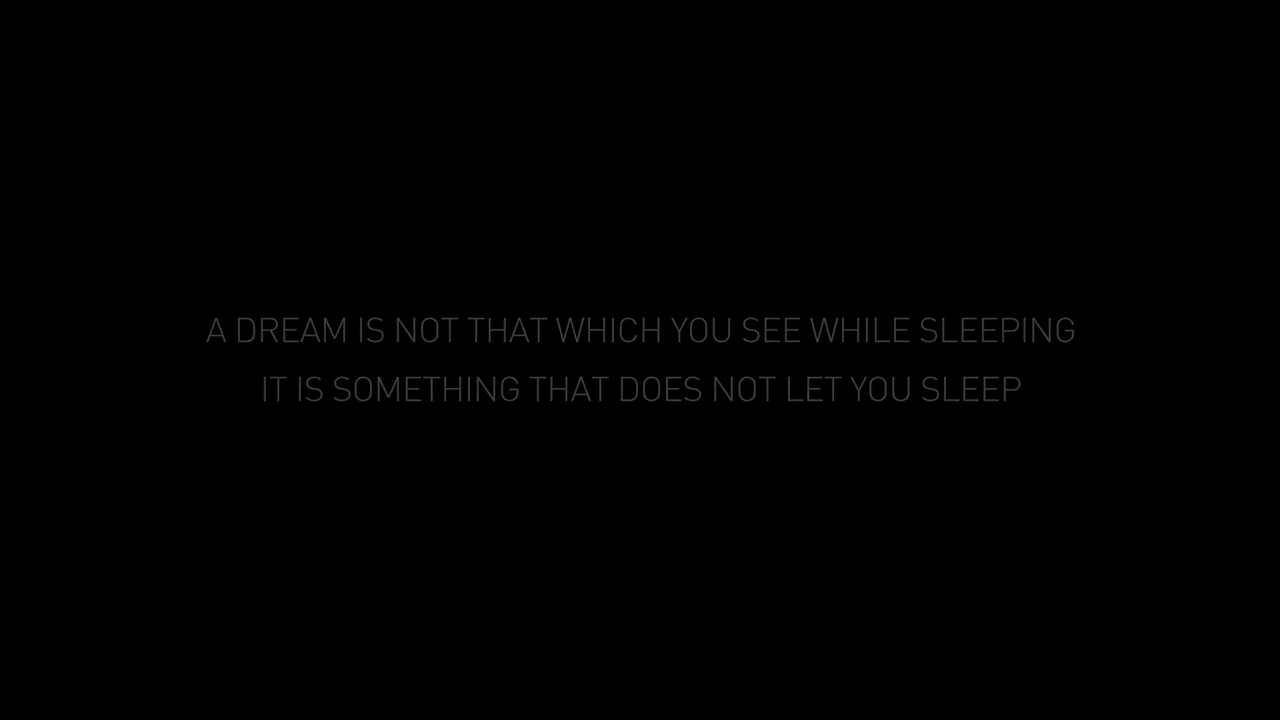 A DREAM IS NOT THAT WHICH YOU SEE WHILE SLEEPING
IT IS SOMETHING THAT DOES NOT LET YOU SLEEP